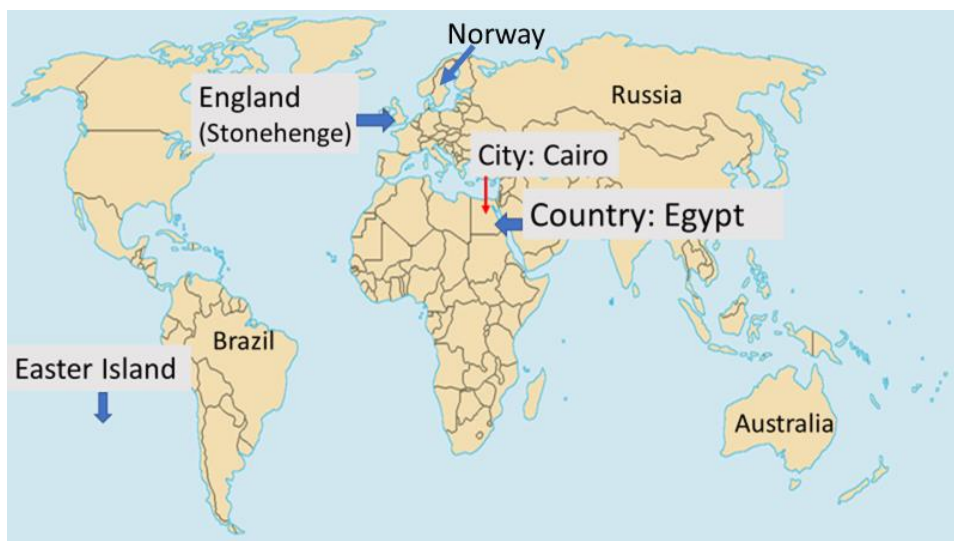 Norway
England
(Stonehenge)
Russia
City: Cairo
Country: Egypt
Brazil
Easter Island
Australia